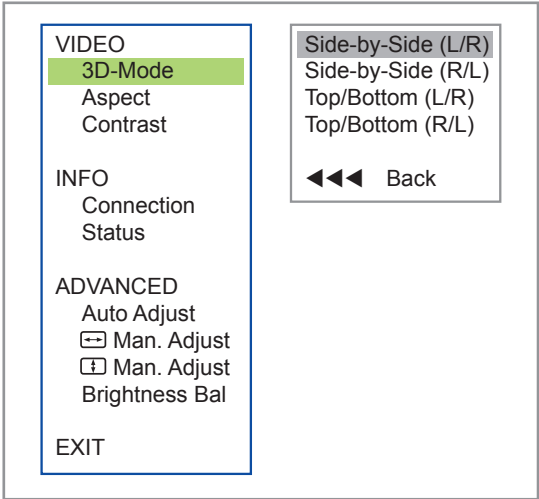 VIDEO
3D-Mode
Aspect
Contrast
INFO
Connection
Status
ADVANCED
Auto Adjust
Man. Adjust
Man. Adjust
Brightness Bal
EXIT
Side-by-Side (L/R)
Side-by-Side (R/L)
Top/Bottom (L/R)
Top/Bottom (R/L)
Back